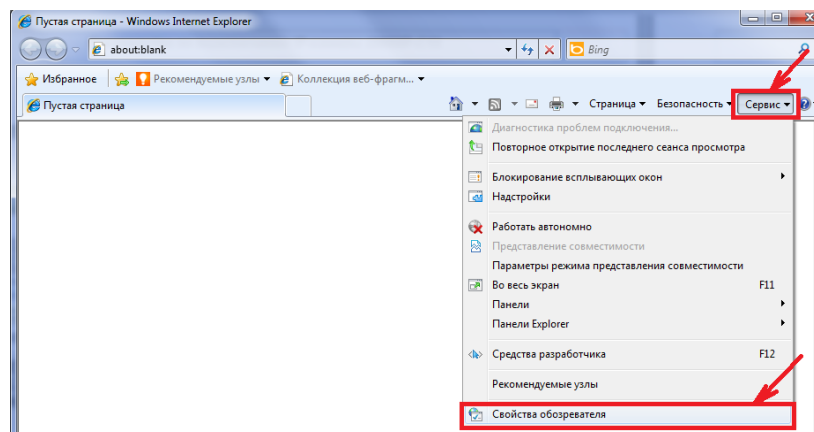 Пустая страница - Windows Internet Explorer
about:blank
Bing
Избранное
Рекомендуемые узлы
Коллекция веб-фрагм...
Пустая страница
Страница
Безопасность
Сервис
Диагностика проблем подключения...
Повторное открытие последнего сеанса просмотра
Блокирование всплывающих окон
Надстройки
Работать автономно
Представление совместимости
Параметры режима представления совместимости
Во весь экран F11
Панели
Панели Explorer
Средства разработчика F12
Рекомендуемые узлы
Свойства обозревателя